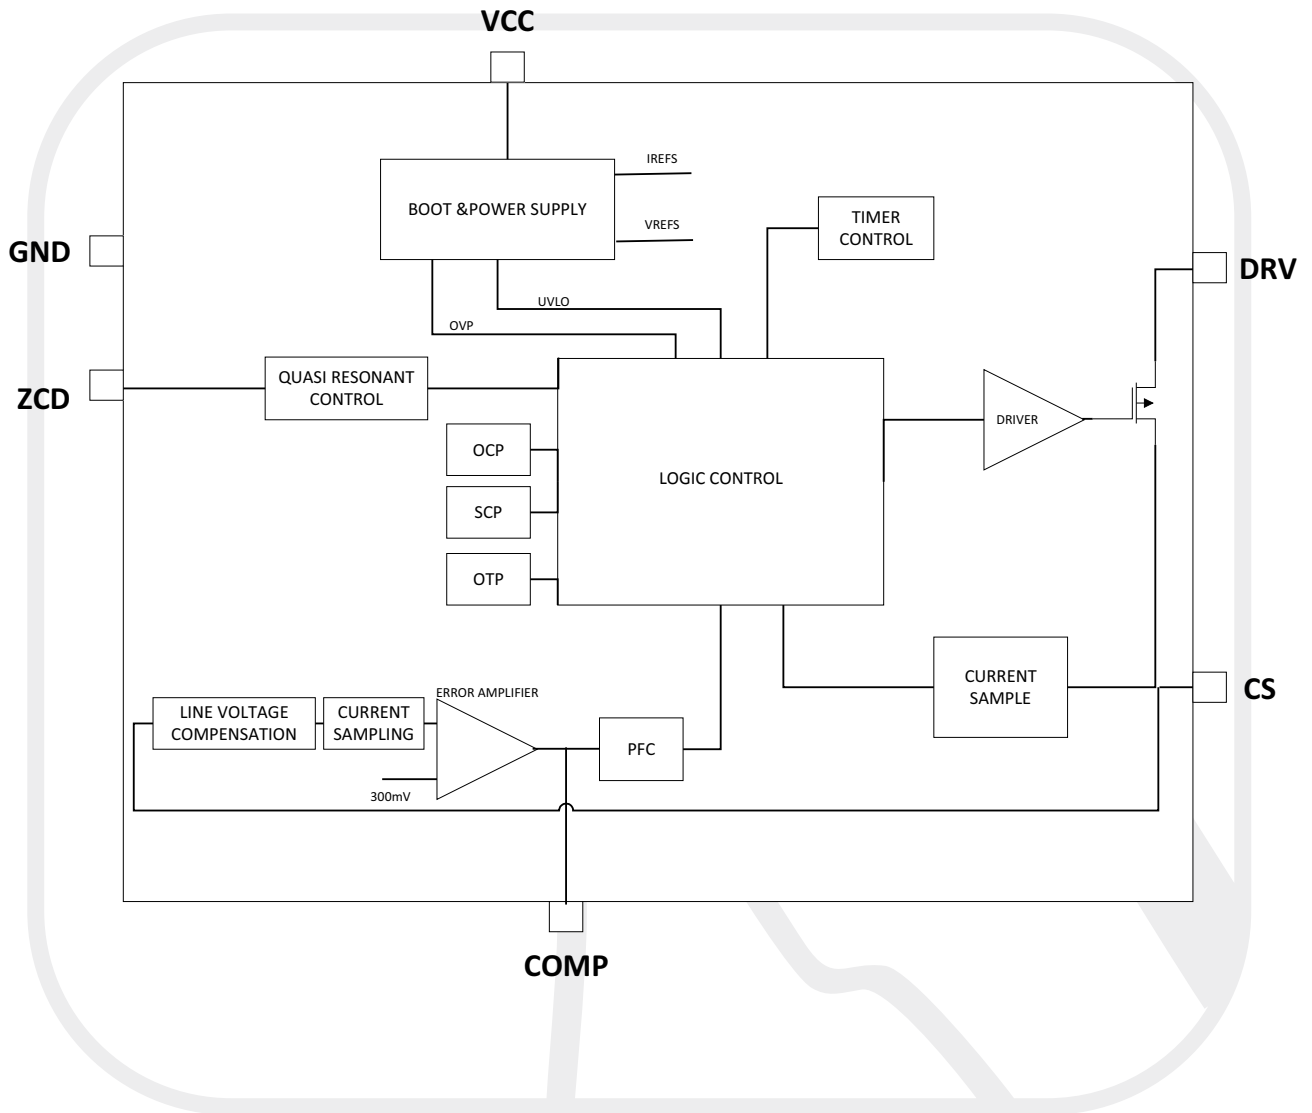 VCC
IREFS
BOOT &POWER SUPPLY
VREFS
TIMER
CONTROL
GND
DRV
UVLO
OVP
ZCD
QUASI RESONANT
CONTROL
DRIVER
OCP
LOGIC CONTROL
SCP
OTP
CURRENT
SAMPLE
CS
ERROR AMPLIFIER
LINE VOLTAGE
COMPENSATION
CURRENT
SAMPLING
PFC
300mV
COMP